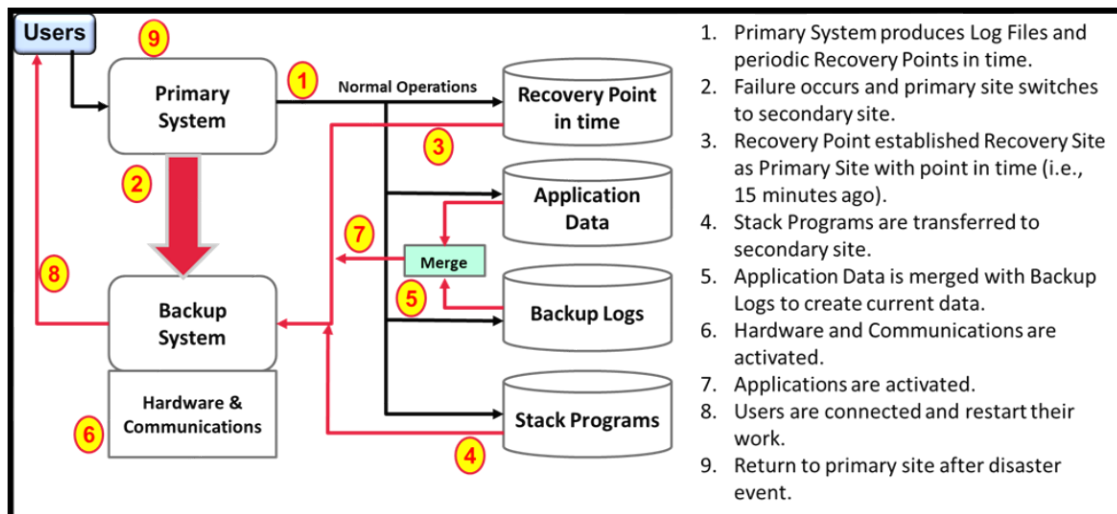 Users
9
Primary
System
1
Normal Operations
Recovery Point
in time
3
2
Application
Data
7
Merge
8
5
Backup
System
Backup Logs
Hardware &
Communications
6
Stack Programs
4
1. Primary System produces Log Files and
periodic Recovery Points in time.
2. Failure occurs and primary site switches
to secondary site.
3. Recovery Point established Recovery Site
as Primary Site with point in time (i.e.,
15 minutes ago).
4. Stack Programs are transferred to
secondary site.
5. Application Data is merged with Backup
Logs to create current data.
6. Hardware and Communications are
activated.
7. Applications are activated.
8. Users are connected and restart their
work.
9. Return to primary site after disaster
event.